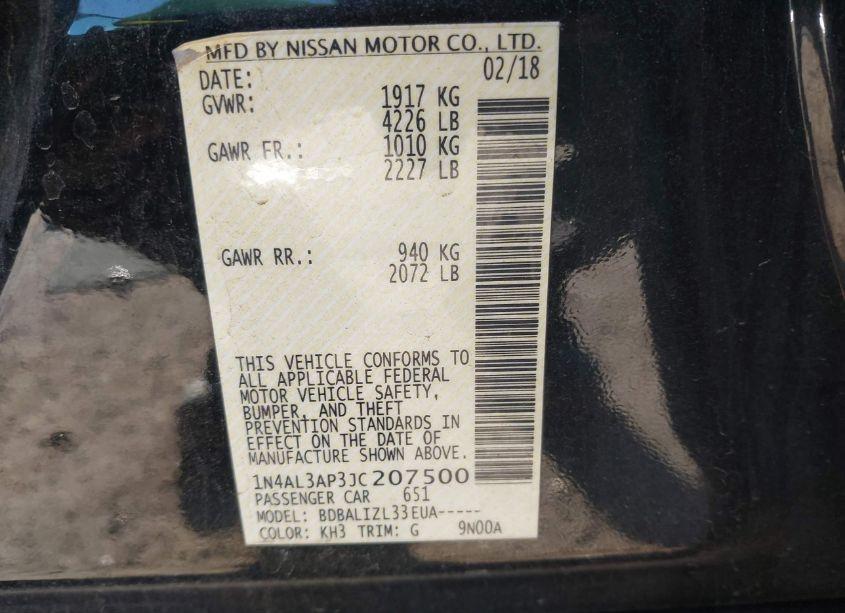 MFD BY NISSAN MOTOR CO., LTD.
DATE: 02/18
GVWR: 1917 KG
4226 LB
GAWR FR.: 1010 KG
2227 LB
GAWR RR.: 940 KG
2072 LB
THIS VEHICLE CONFORMS TO
ALL APPLICABLE FEDERAL
MOTOR VEHICLE SAFETY,
BUMPER, AND THEFT
PREVENTION STANDARDS IN
EFFECT ON THE DATE OF
MANUFACTURE SHOWN ABOVE.
1N4AL3AP3JC207500
PASSENGER CAR 651
MODEL: BDBALIZL33EUA-----
COLOR: KH3 TRIM: G 9N00A